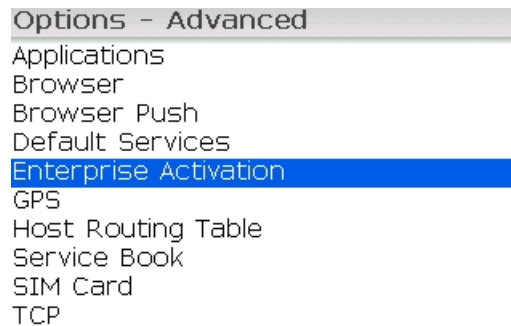 Options - Advanced
Applications
Browser
Browser Push
Default Services
Enterprise Activation
GPS
Host Routing Table
Service Book
SIM Card
TCP